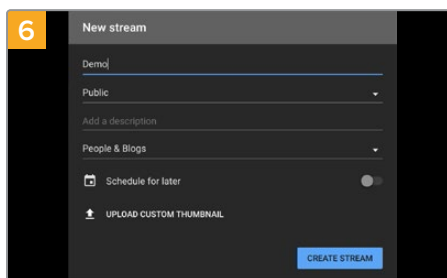 6
New stream
Demo
Public
Add a description
People & Blogs
Schedule for later
UPLOAD CUSTOM THUMBNAIL
CREATE STREAM